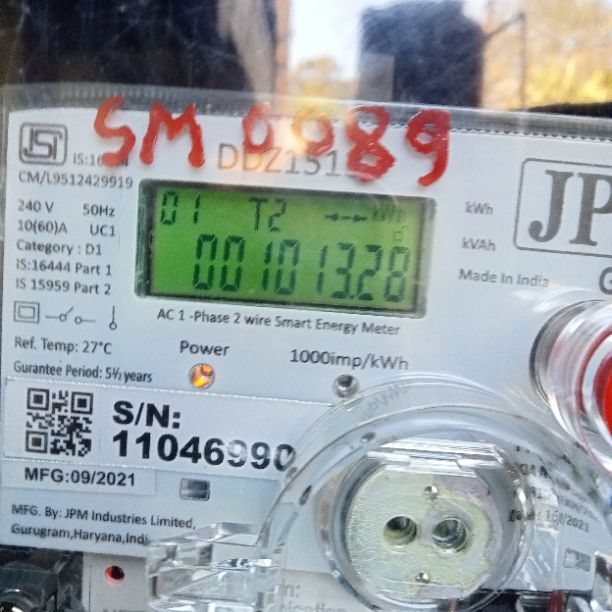 SM 0089
JSI
CM/L9512429919
DDZ151
240 V 50Hz
10(60)A UC1
Category : D1
IS:16444 Part 1
IS 15959 Part 2
01 T2 kWh
001013.28
kWh
kVAh
JP
Made In India
G
AC 1 -Phase 2 wire Smart Energy Meter
Ref. Temp: 27°C
Gurantee Period: 5½ years
Power
1000imp/kWh
S/N:
11046990
MFG:09/2021
MFG. By: JPM Industries Limited,
Gurugram,Haryana,Indi